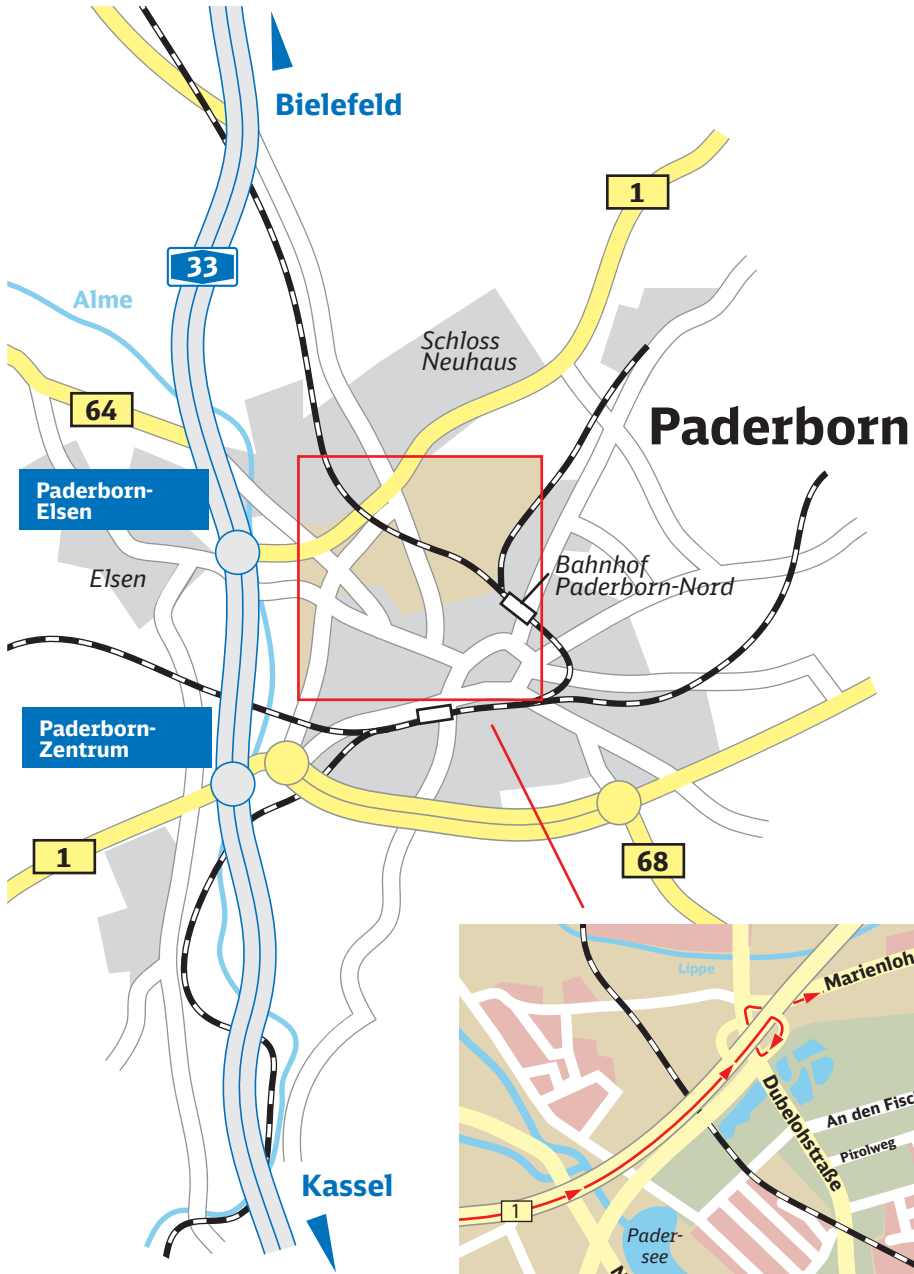 Bielefeld
1
33
Alme
Schloss
Neuhaus
64
Paderborn
Paderborn-
Elsen
Elsen
Bahnhof
Paderborn-Nord
Paderborn-
Zentrum
1
68
Lippe
Marienloh
Dubelohstraße
An den Fisch
Pirolweg
Kassel
1
Pader-
see